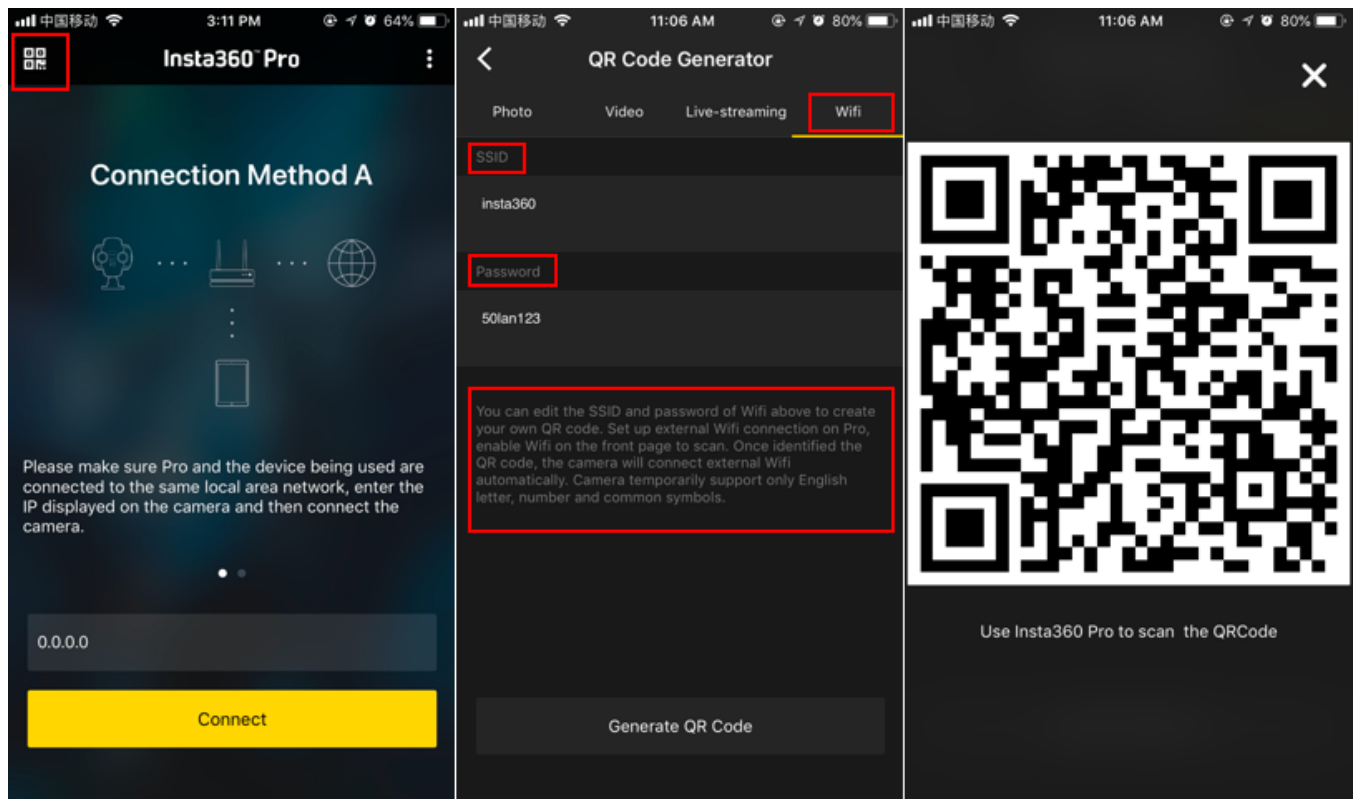 中国移动 3:11 PM 64%
Insta360™ Pro
Connection Method A
Please make sure Pro and the device being used are
connected to the same local area network, enter the
IP displayed on the camera and then connect the
camera.
0.0.0.0
Connect
中国移动 11:06 AM 80%
QR Code Generator
Photo Video Live-streaming Wifi
SSID
insta360
Password
50lan123
You can edit the SSID and password of Wifi above to create
your own QR code. Set up external Wifi connection on Pro,
enable Wifi on the front page to scan. Once identified the
QR code, the camera will connect external Wifi
automatically. Camera temporarily support only English
letter, number and common symbols.
Generate QR Code
中国移动 11:06 AM 80%
Use Insta360 Pro to scan the QRCode